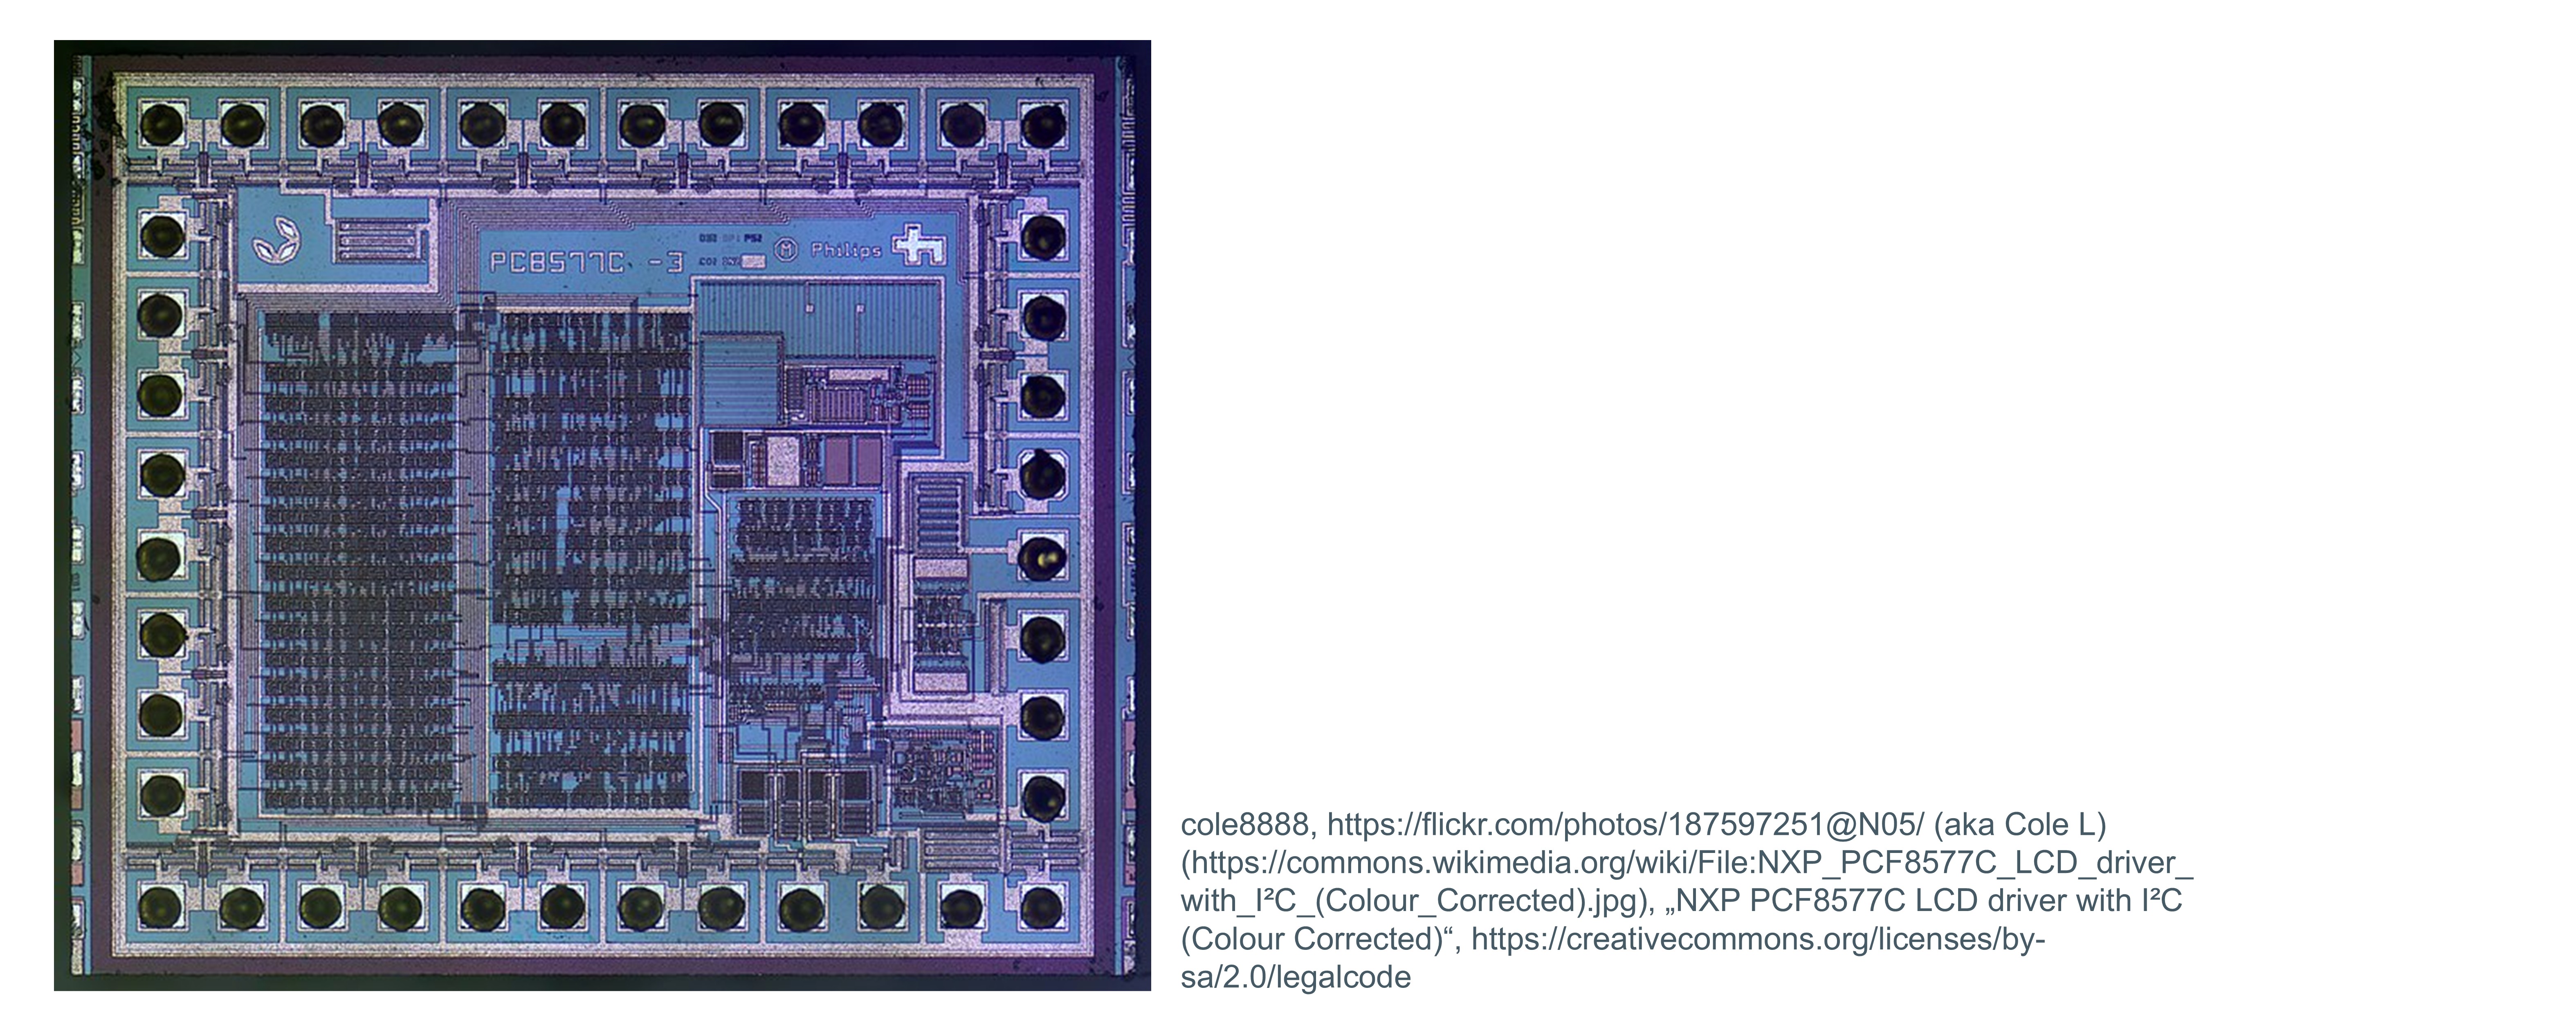 PCB577C -3
Philips
cole8888, https://flickr.com/photos/187597251@N05/ (aka Cole L)
(https://commons.wikimedia.org/wiki/File:NXP_PCF8577C_LCD_driver_
with_I²C_(Colour_Corrected).jpg), „NXP PCF8577C LCD driver with I²C
(Colour Corrected)“, https://creativecommons.org/licenses/by-
sa/2.0/legalcode